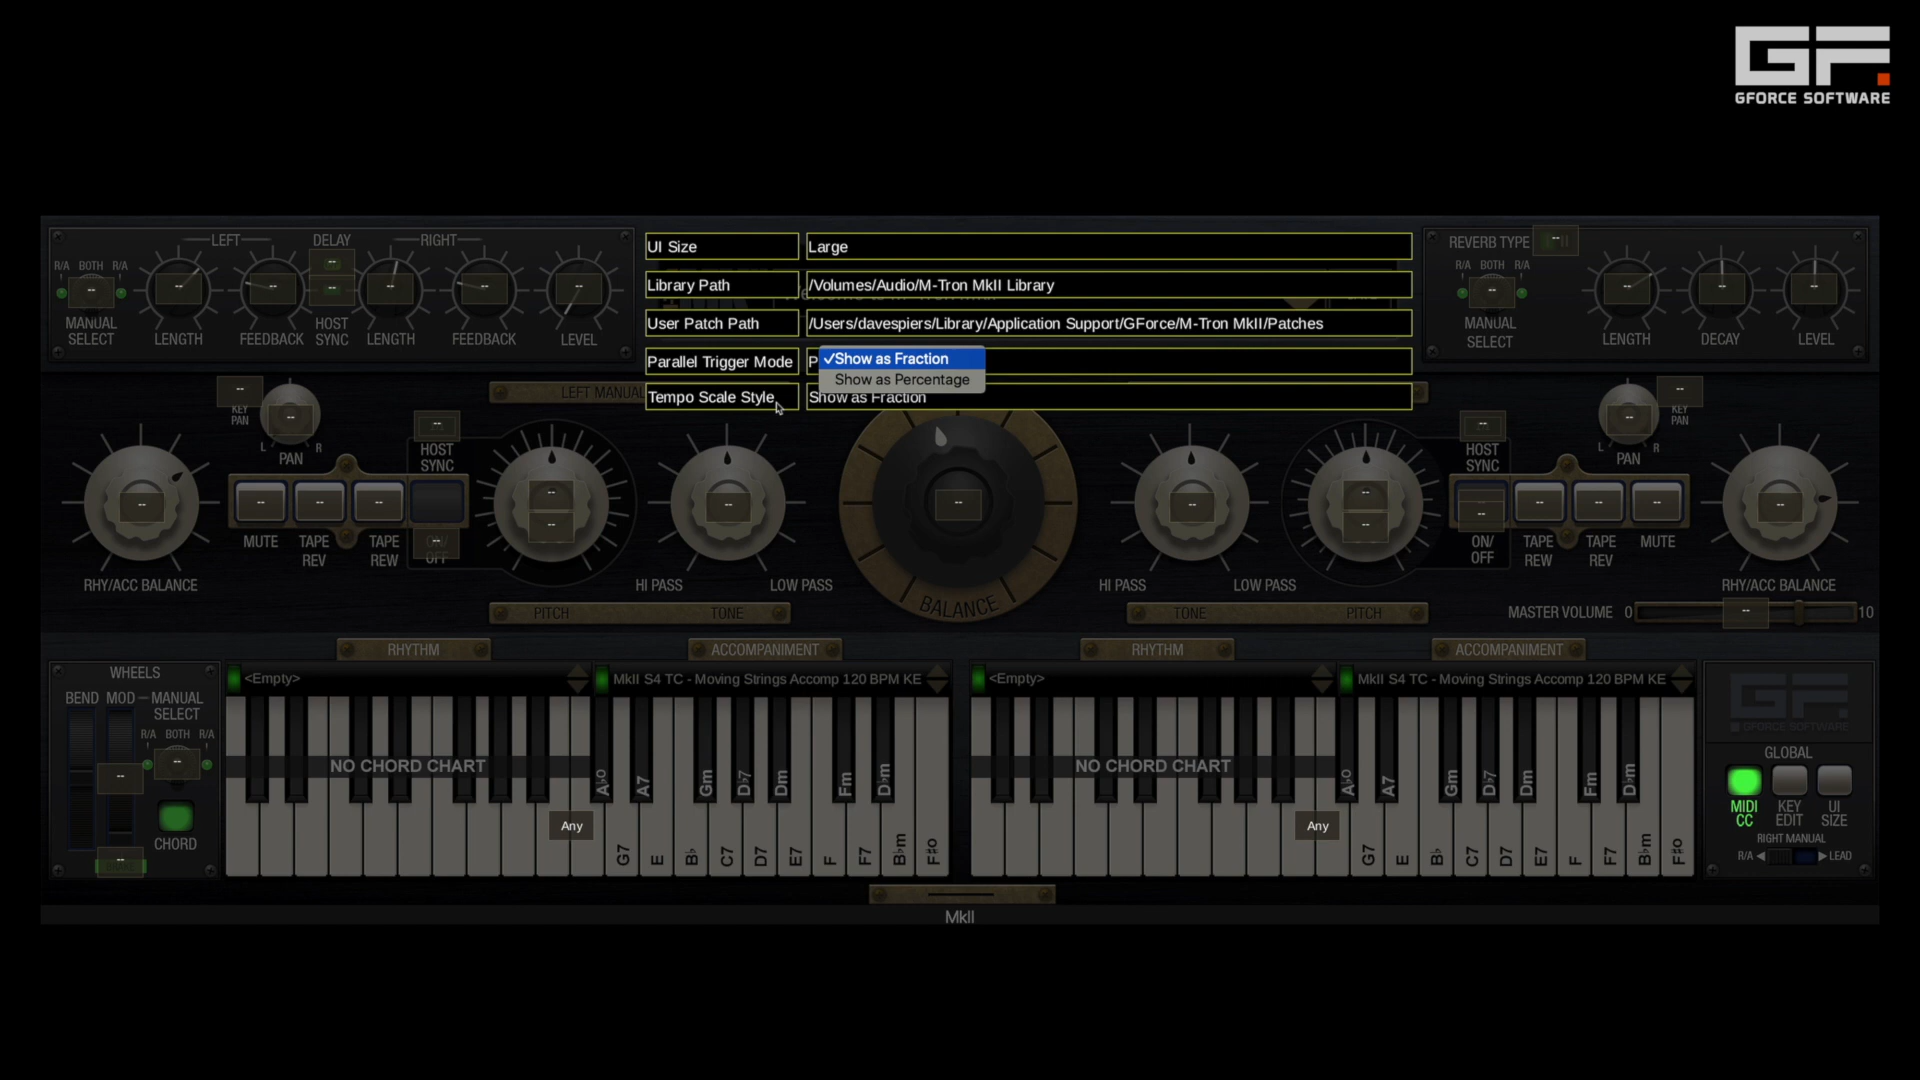 GFORCE SOFTWARE
LEFT
DELAY
RIGHT
R/A BOTH R/A
MANUAL
SELECT
LENGTH
FEEDBACK
HOST
SYNC
LENGTH
FEEDBACK
LEVEL
UI Size
Large
Library Path
/Volumes/Audio/M-Tron MkII Library
User Patch Path
/Users/davespiers/Library/Application Support/GForce/M-Tron MkII/Patches
Parallel Trigger Mode
P
✓Show as Fraction
Show as Percentage
Tempo Scale Style
Show as Fraction
REVERB TYPE
R/A BOTH R/A
MANUAL
SELECT
LENGTH
DECAY
LEVEL
LEFT MANUAL
KEY
PAN
L
R
PAN
HOST
SYNC
MUTE
TAPE
REV
TAPE
REW
ON/
OFF
RHY/ACC BALANCE
HI PASS
LOW PASS
PITCH
TONE
BALANCE
HI PASS
LOW PASS
TONE
PITCH
HOST
SYNC
L
R
PAN
KEY
PAN
ON/
OFF
TAPE
REW
TAPE
REV
MUTE
RHY/ACC BALANCE
MASTER VOLUME 0
10
RHYTHM
ACCOMPANIMENT
RHYTHM
ACCOMPANIMENT
WHEELS
BEND MOD MANUAL
SELECT
R/A BOTH R/A
CHORD
<Empty>
MkII S4 TC - Moving Strings Accomp 120 BPM KE
<Empty>
MkII S4 TC - Moving Strings Accomp 120 BPM KE
NO CHORD CHART
A♭o A7 Gm D♭7 Dm Fm D♭m
Any
G7 E B♭ C7 D7 E7 F F7 B♭m F♯o
NO CHORD CHART
A♭o A7 Gm D♭7 Dm Fm D♭m
Any
G7 E B♭ C7 D7 E7 F F7 B♭m F♯o
GFORCE SOFTWARE
GLOBAL
MIDI
CC
KEY
EDIT
UI
SIZE
RIGHT MANUAL
R/A
LEAD
MkII